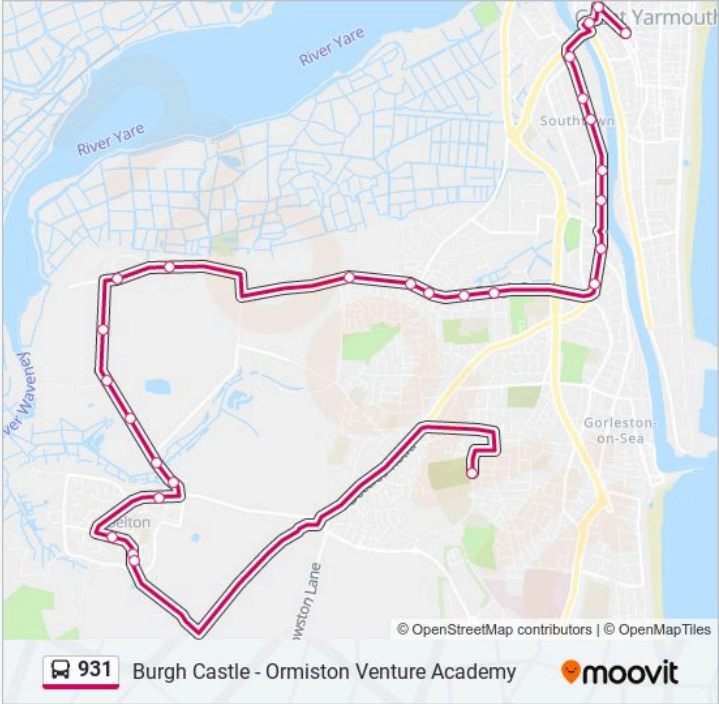 Great Yarmouth
River Yare
River Yare
Southtown
River Waveney
Gorleston-
on-Sea
Belton
Lowston Lane
© OpenStreetMap contributors | © OpenMapTiles
931 Burgh Castle - Ormiston Venture Academy moovit